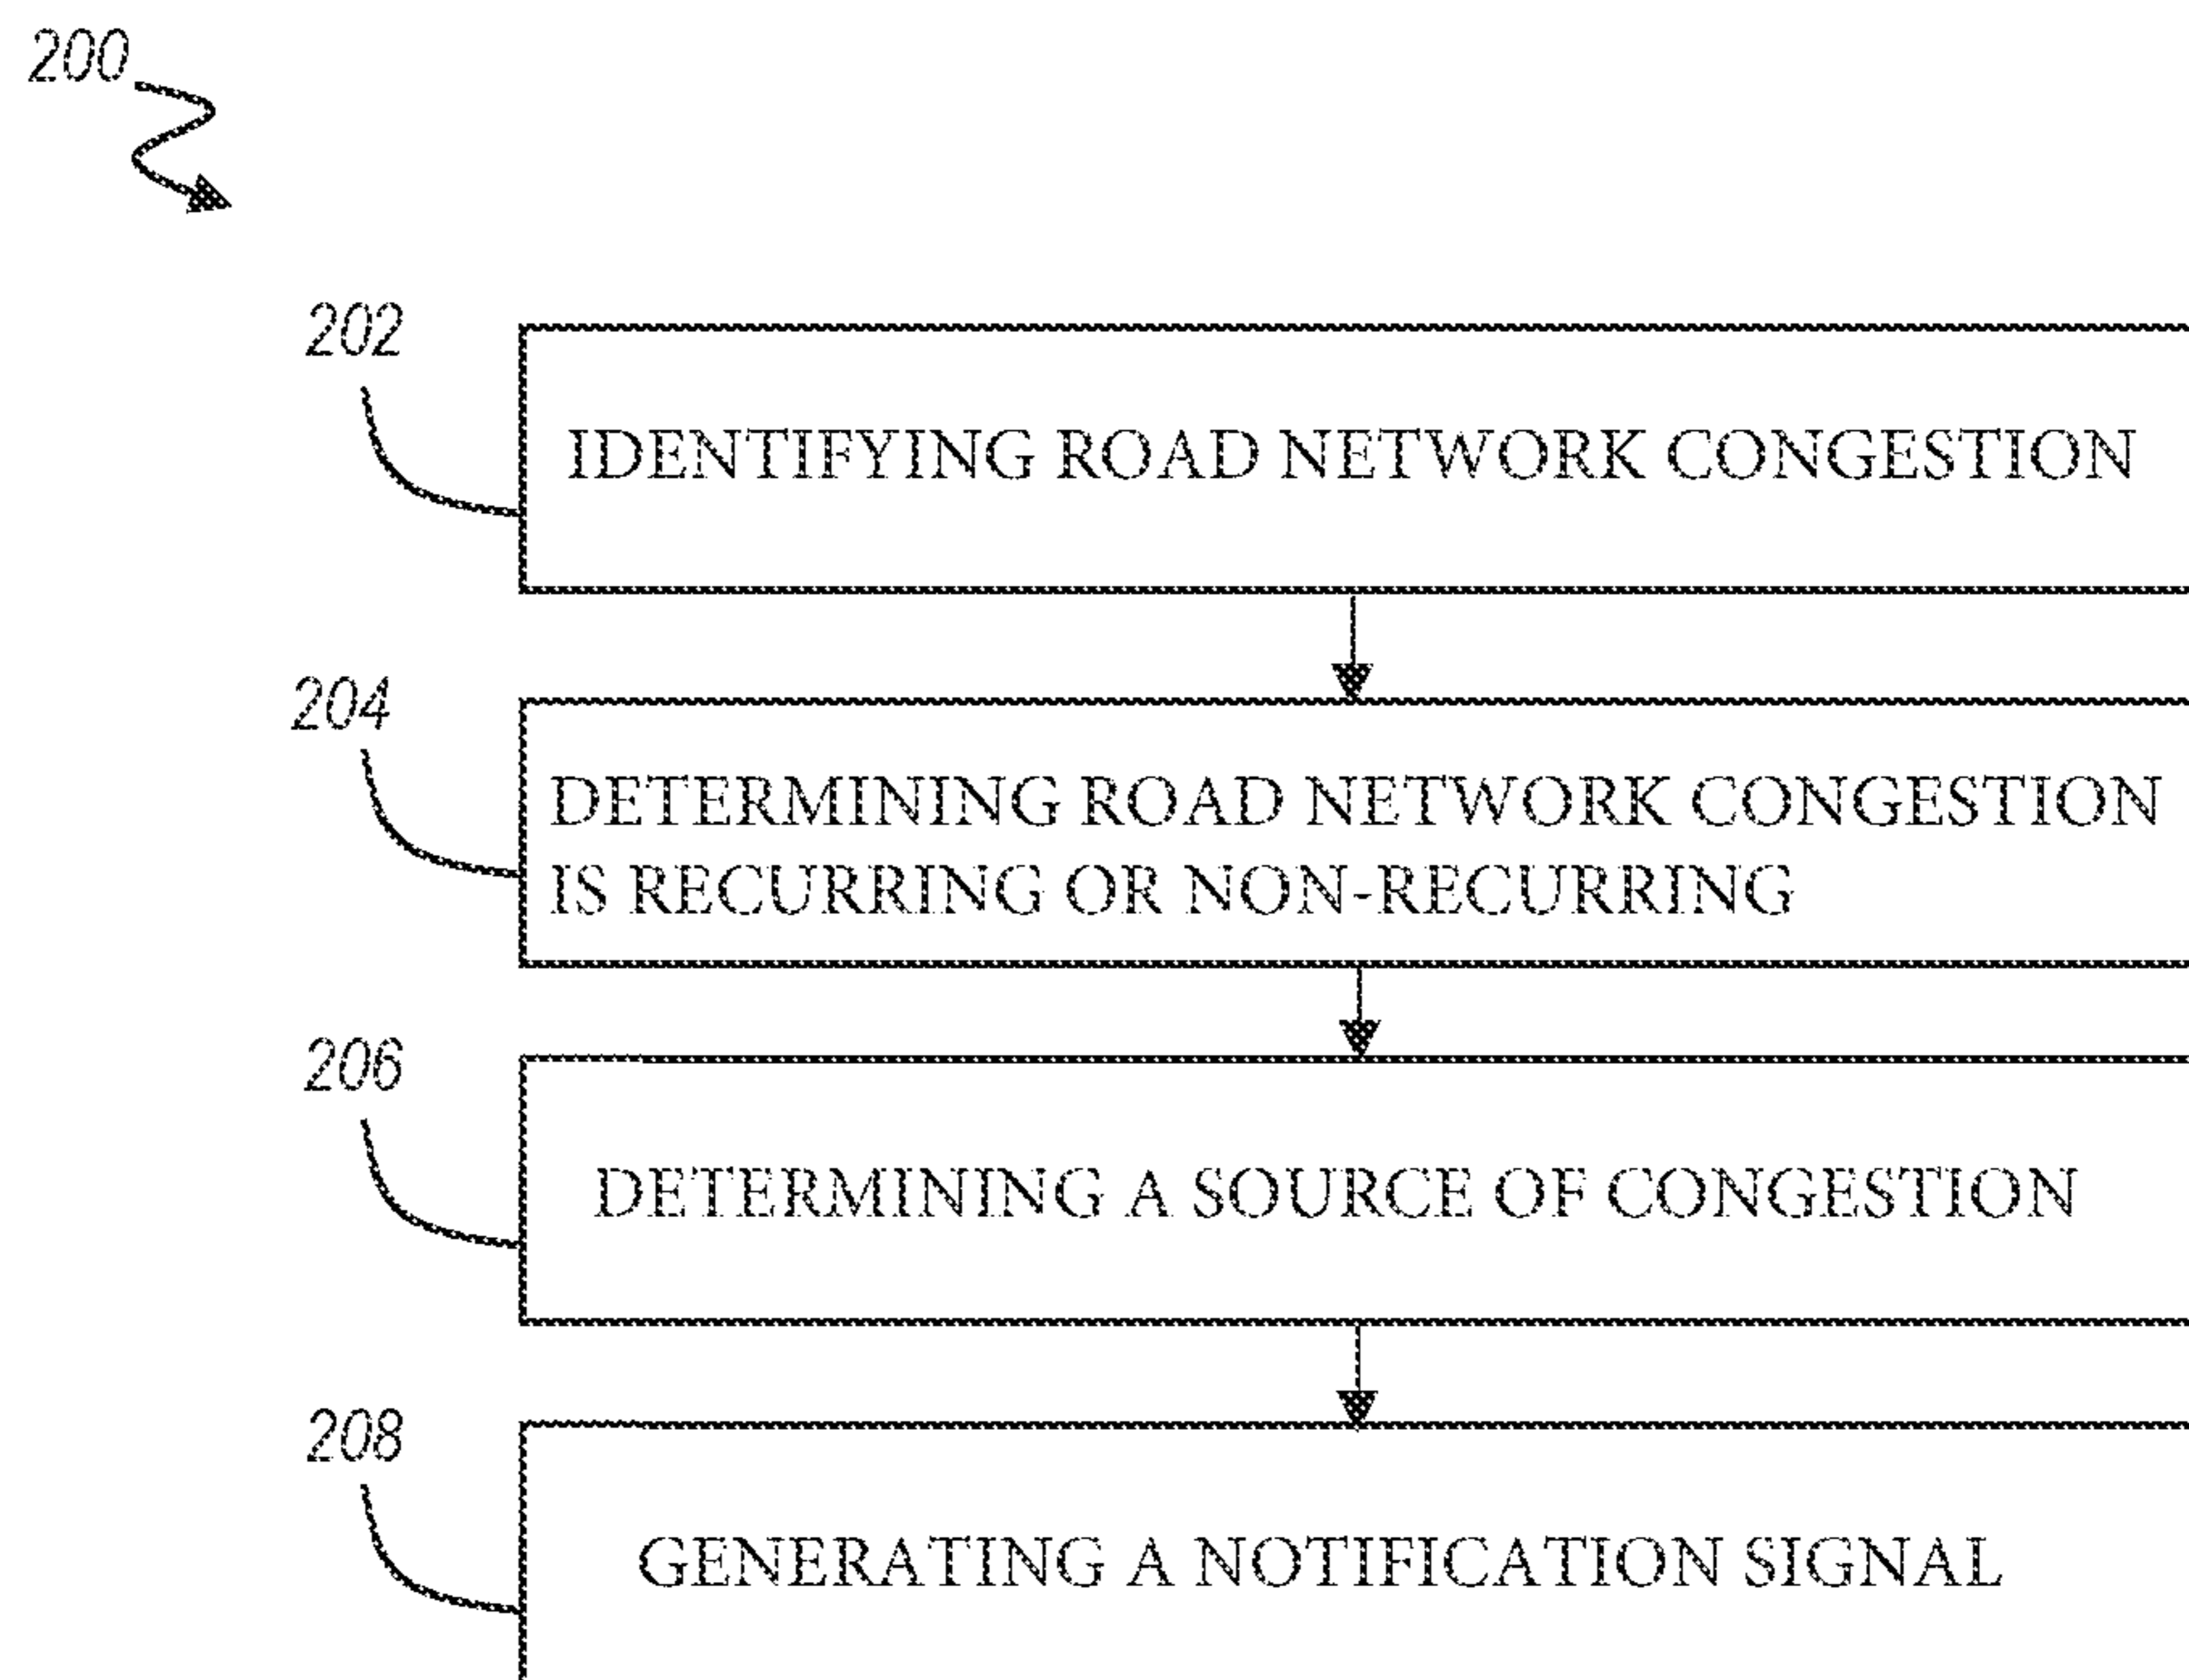 200
202
IDENTIFYING ROAD NETWORK CONGESTION
204
DETERMINING ROAD NETWORK CONGESTION
IS RECURRING OR NON-RECURRING
206
DETERMINING A SOURCE OF CONGESTION
208
GENERATING A NOTIFICATION SIGNAL